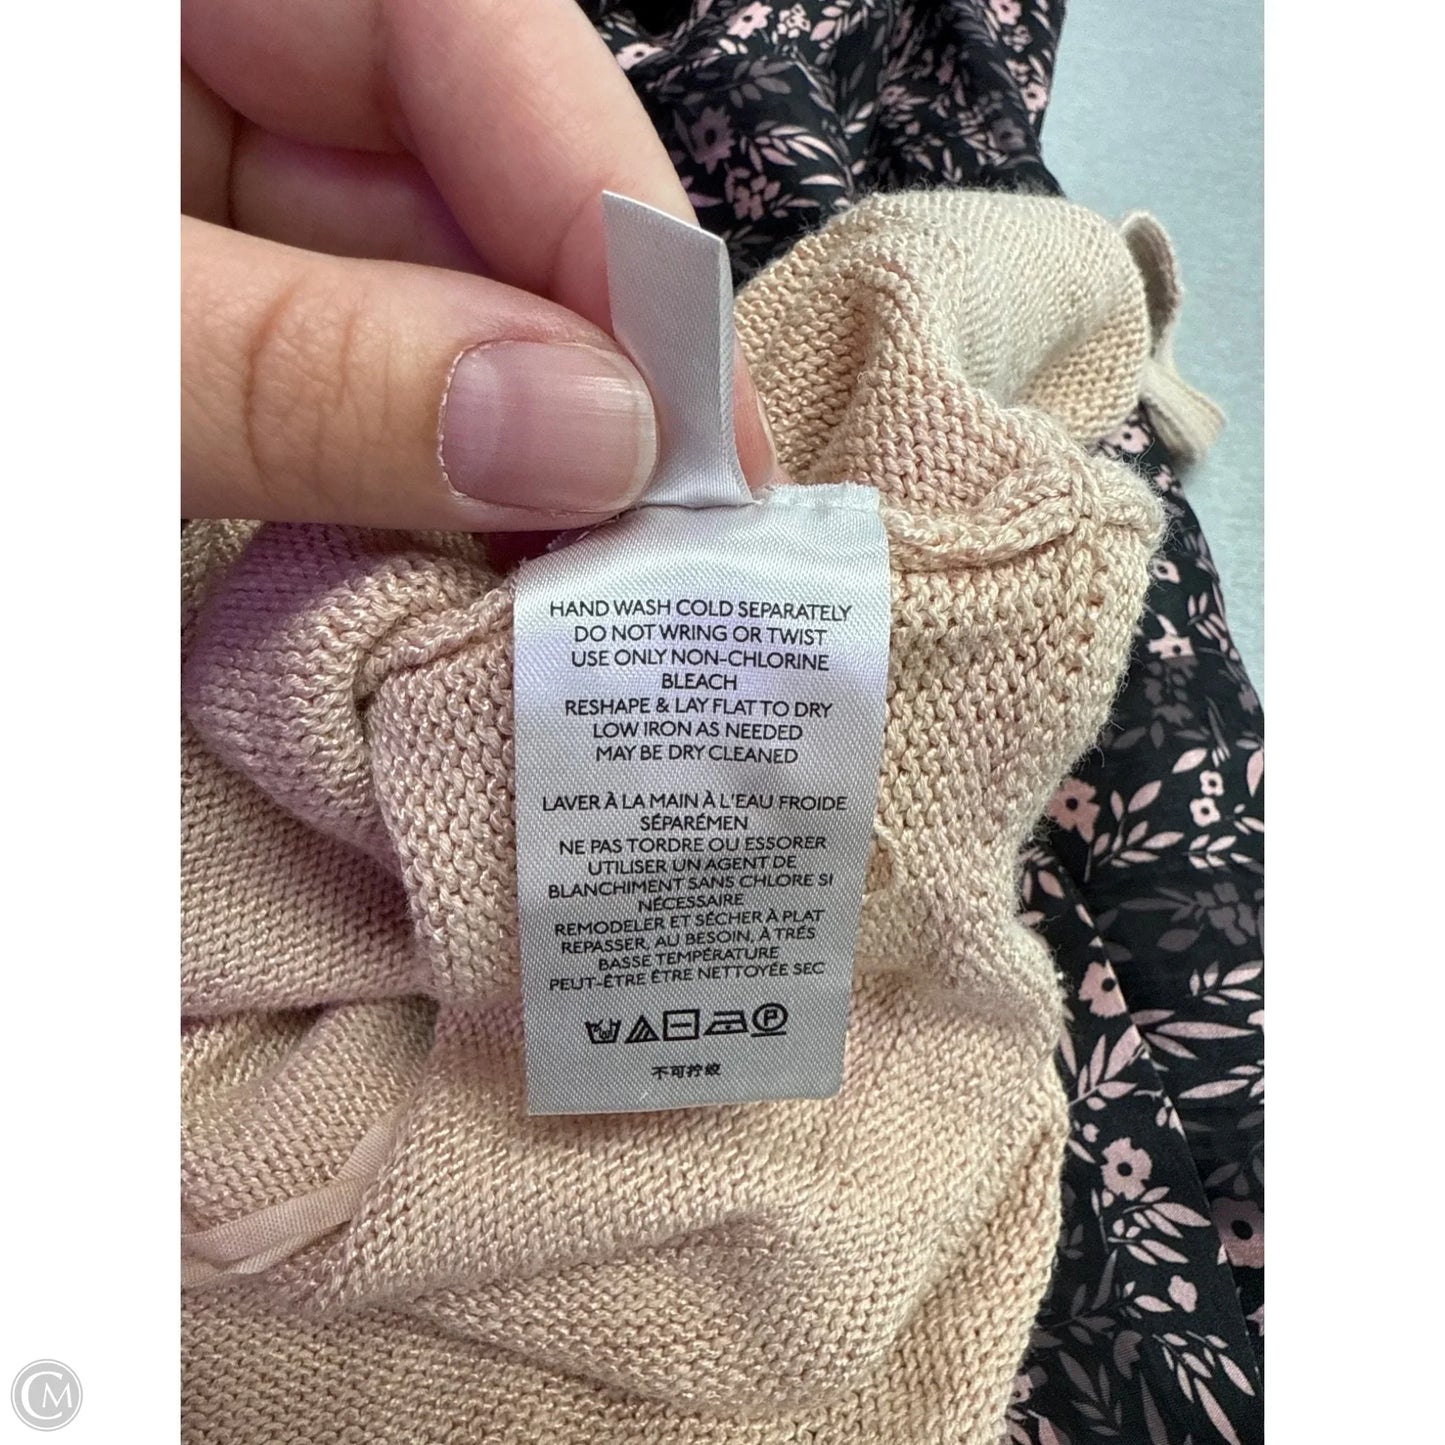 HAND WASH COLD SEPARATELY
DO NOT WRING OR TWIST
USE ONLY NON-CHLORINE
BLEACH
RESHAPE & LAY FLAT TO DRY
LOW IRON AS NEEDED
MAY BE DRY CLEANED
LAVER À LA MAIN À L'EAU FROIDE
SÉPARÉMEN
NE PAS TORDRE OU ESSORER
UTILISER UN AGENT DE
BLANCHIMENT SANS CHLORE SI
NÉCESSAIRE
REMODELER ET SÉCHER À PLAT
REPASSER, AU BESOIN, À TRÉS
BASSE TEMPÉRATURE
PEUT-ÊTRE ÊTRE NETTOYÉE SEC
P
不可拧绞
CM